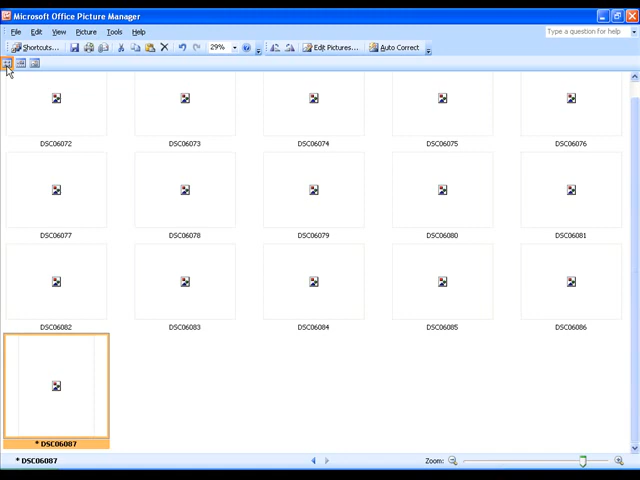 Microsoft Office Picture Manager
File Edit View Picture Tools Help
Type a question for help
Shortcuts... 29% Edit Pictures... Auto Correct
DSC06072 DSC06073 DSC06074 DSC06075 DSC06076
DSC06077 DSC06078 DSC06079 DSC06080 DSC06081
DSC06082 DSC06083 DSC06084 DSC06085 DSC06086
* DSC06087
* DSC06087 Zoom: